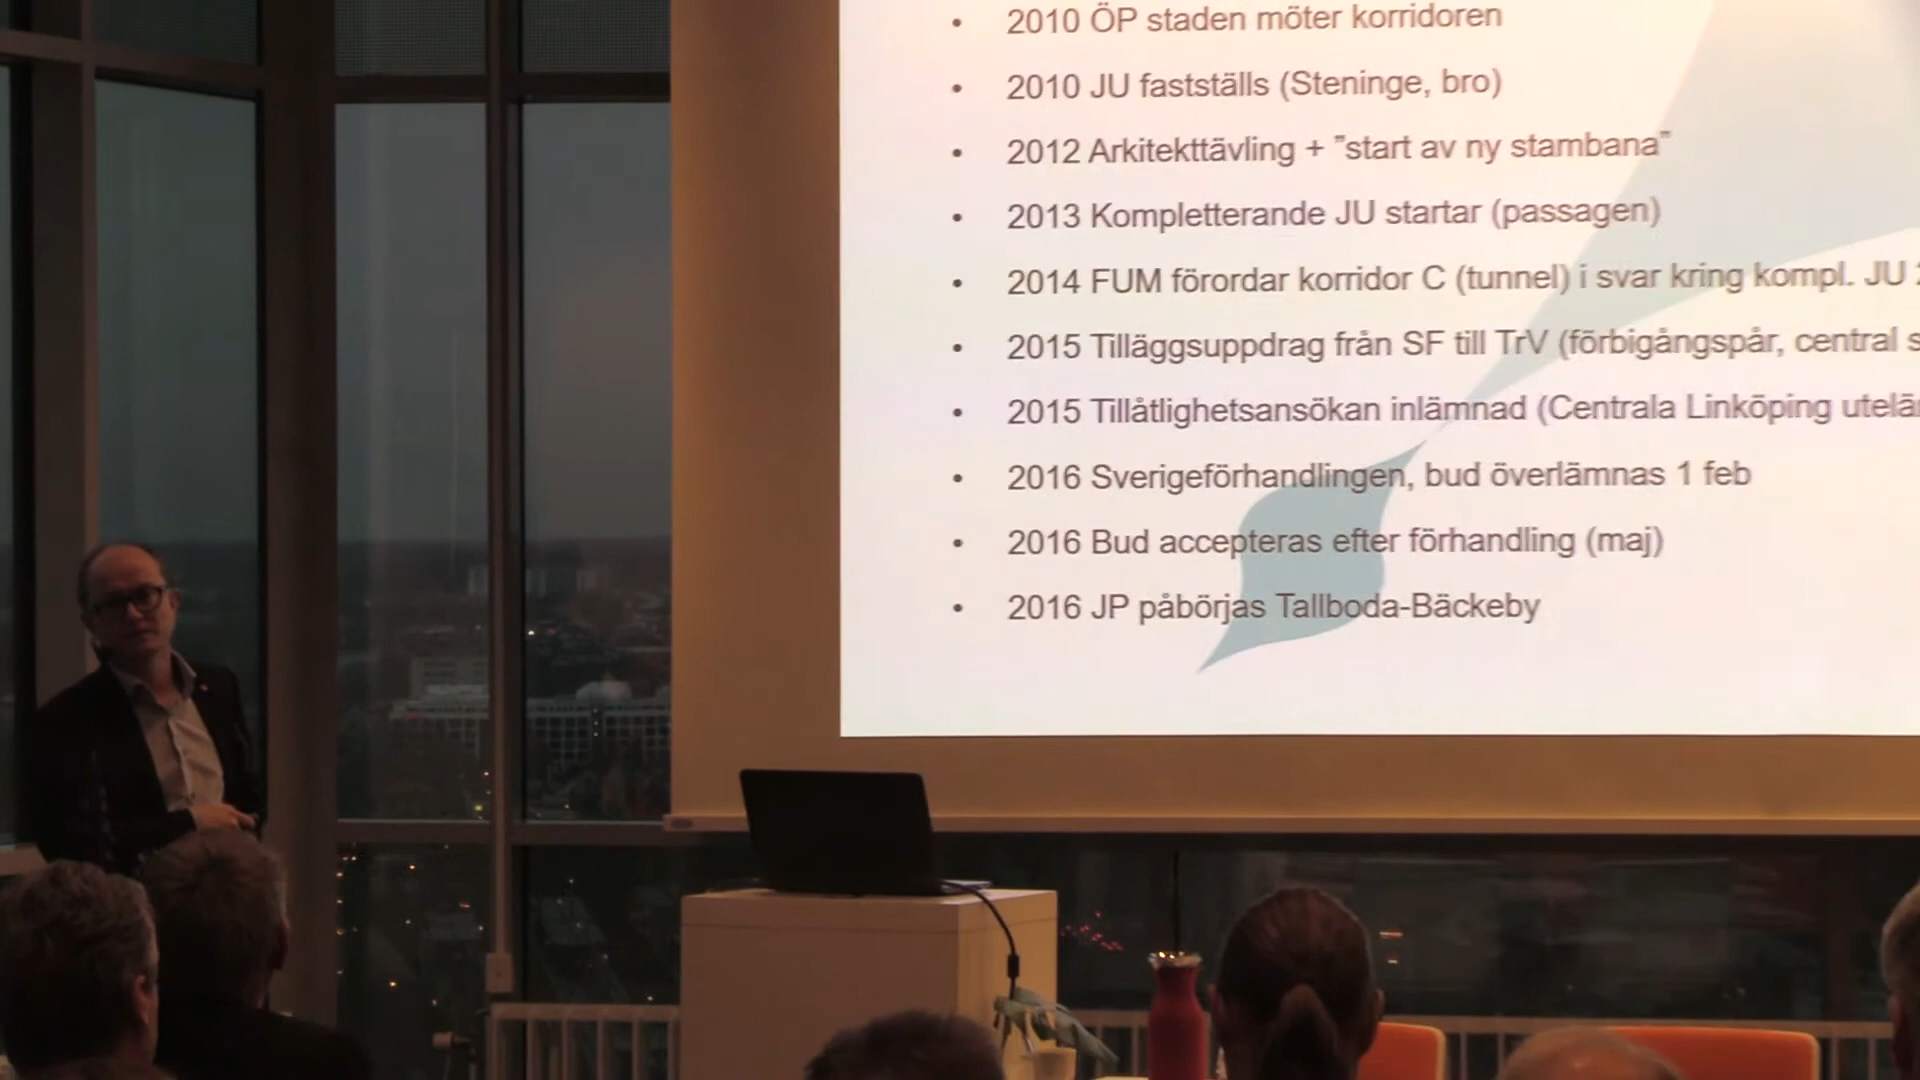 • 2010 ÖP staden möter korridoren
• 2010 JU fastställs (Steninge, bro)
• 2012 Arkitekttävling + ”start av ny stambana”
• 2013 Kompletterande JU startar (passagen)
• 2014 FUM förordar korridor C (tunnel) i svar kring kompl. JU
• 2015 Tilläggsuppdrag från SF till TrV (förbigångspår, central
• 2015 Tillåtlighetsansökan inlämnad (Centrala Linköping
• 2016 Sverigeförhandlingen, bud överlämnas 1 feb
• 2016 Bud accepteras efter förhandling (maj)
• 2016 JP påbörjas Tallboda-Bäckeby